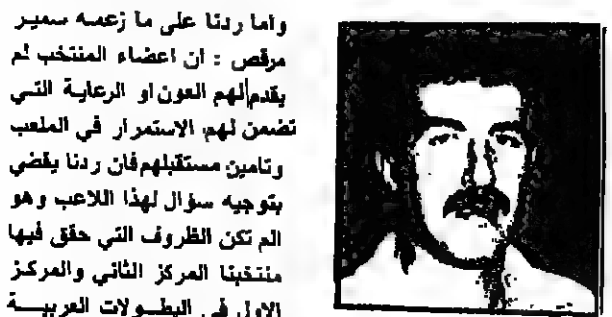 واما ردنا على ما زعمه سمير
مرقص : ان اعضاء المنتخب لم
يقدم لهم العون او الرعاية التي
تضمن لهم الاستمرار في الملعب
وتامين مستقبلهم فان ردنا يقضي
بتوجيه سؤال لهذا اللاعب وهو
الم تكن الظروف التي حقق فيها
منتخبنا المركز الثاني والمركز
الاول في البطولات العربية